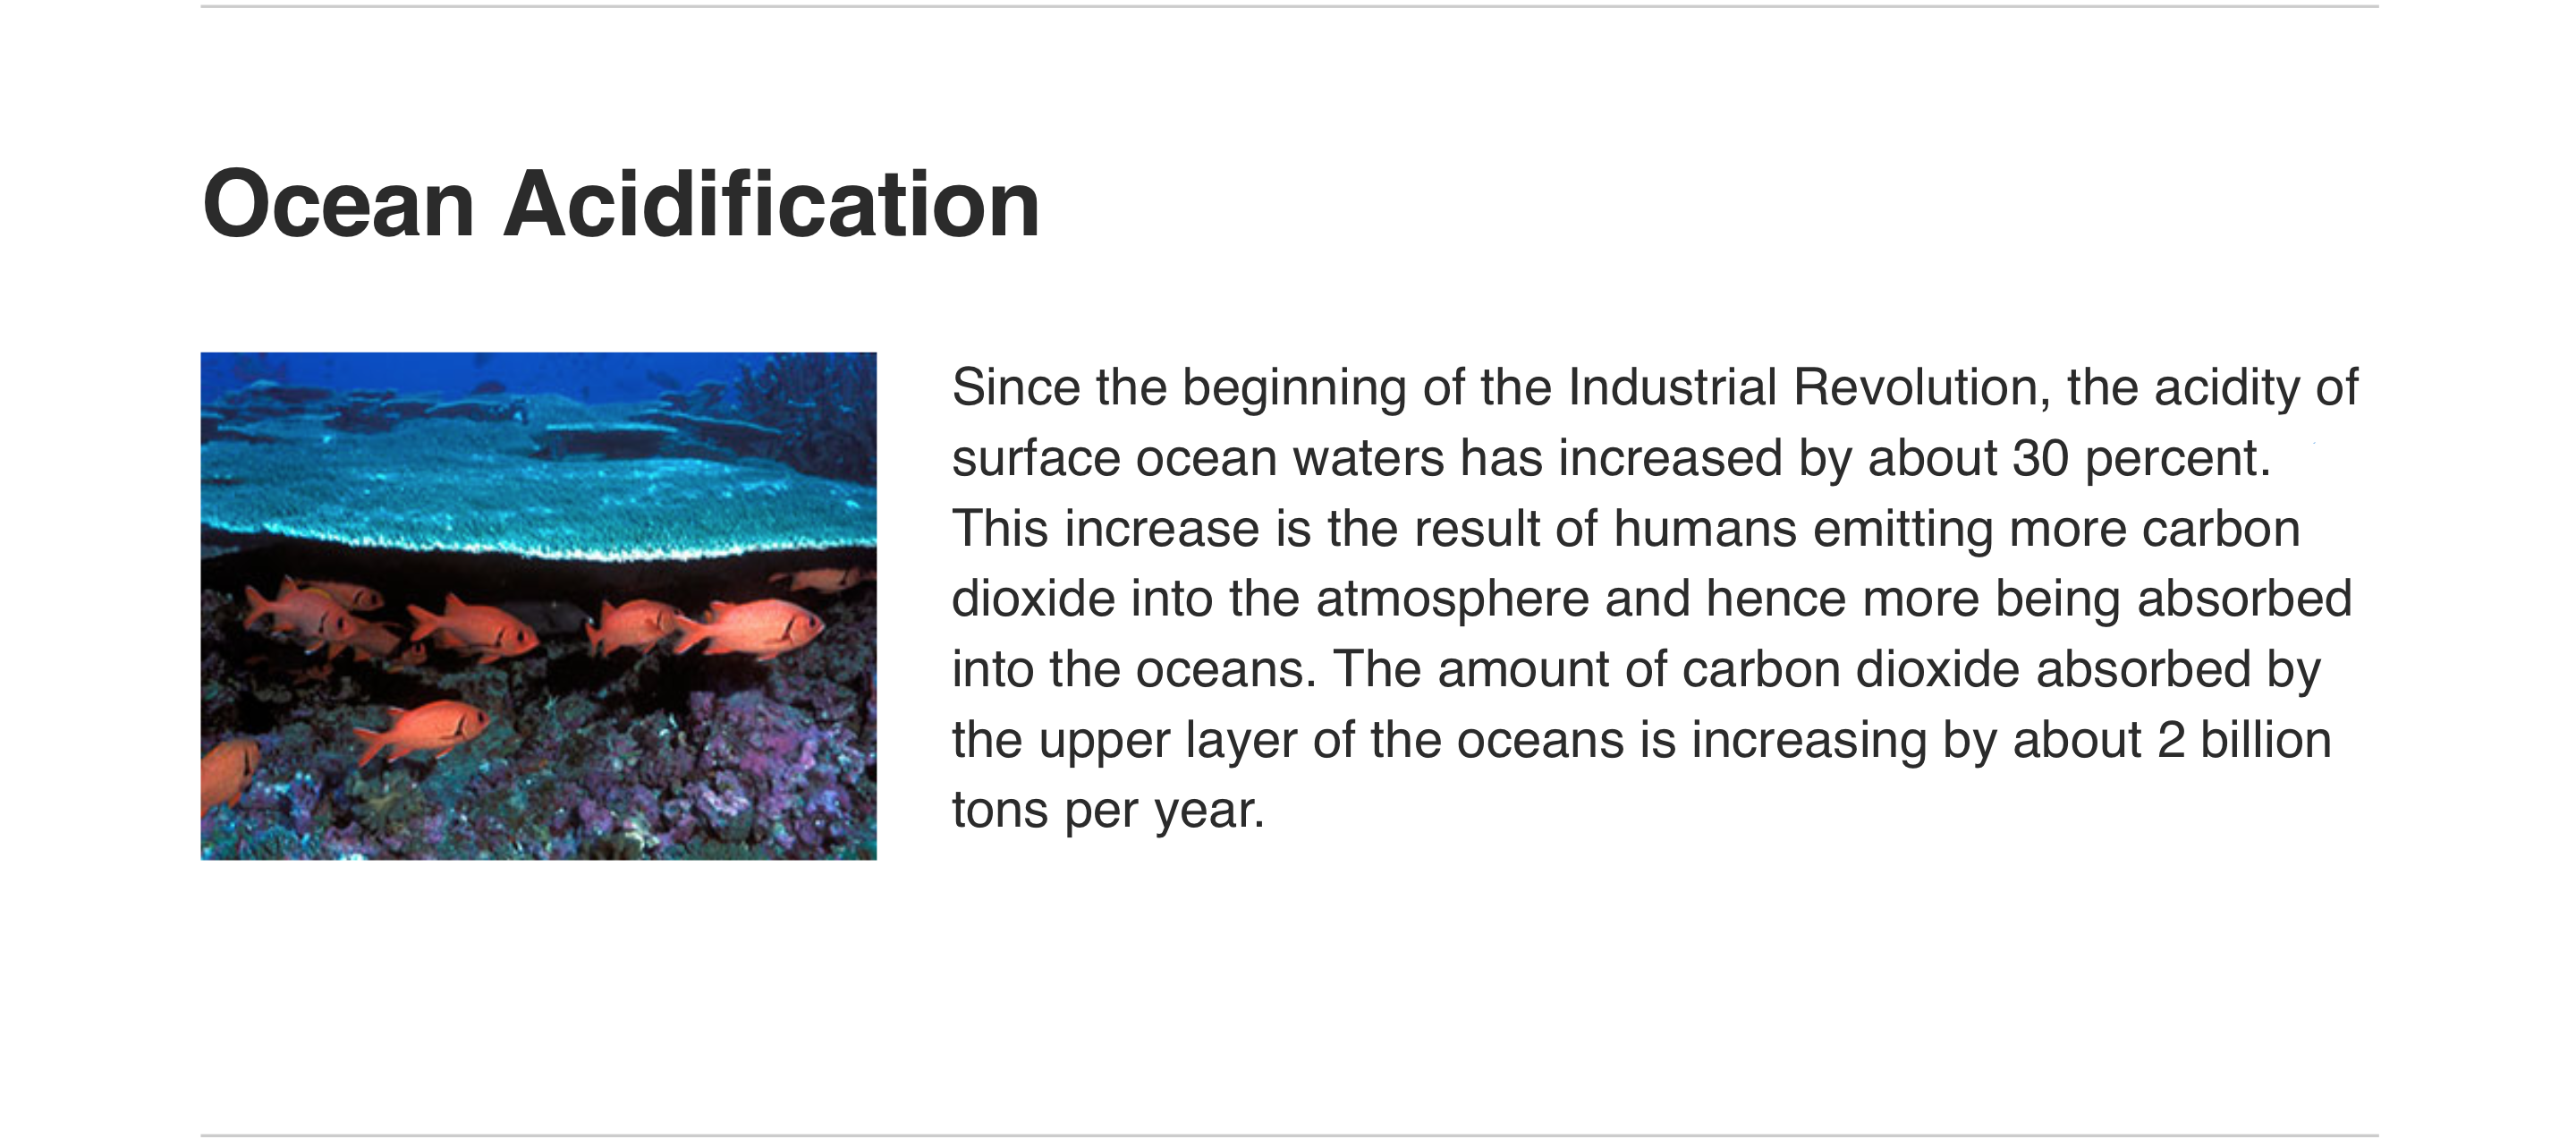 Ocean Acidification
Since the beginning of the Industrial Revolution, the acidity of
surface ocean waters has increased by about 30 percent.
This increase is the result of humans emitting more carbon
dioxide into the atmosphere and hence more being absorbed
into the oceans. The amount of carbon dioxide absorbed by
the upper layer of the oceans is increasing by about 2 billion
tons per year.